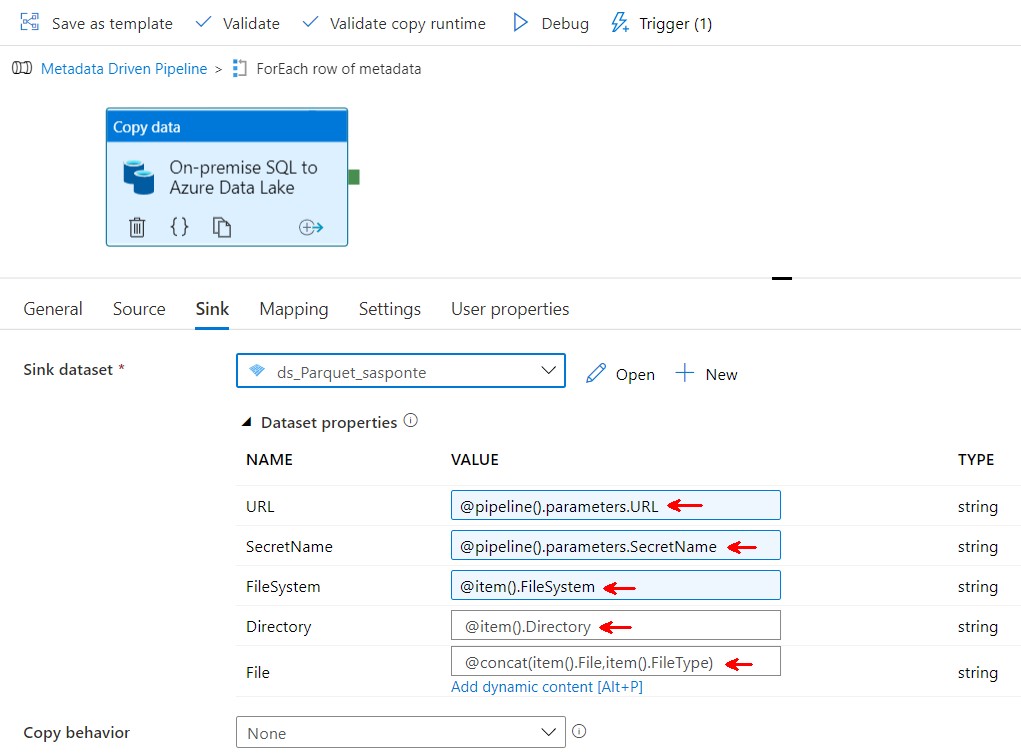 Save as template Validate Validate copy runtime Debug Trigger (1)
Metadata Driven Pipeline > ForEach row of metadata
Copy data
On-premise SQL to
Azure Data Lake
{}
General Source Sink Mapping Settings User properties
Sink dataset * ds_Parquet_sasponte Open New
Dataset properties
NAME VALUE TYPE
URL @pipeline().parameters.URL string
SecretName @pipeline().parameters.SecretName string
FileSystem @item().FileSystem string
Directory @item().Directory string
File @concat(item().File,item().FileType) string
Add dynamic content [Alt+P]
Copy behavior None